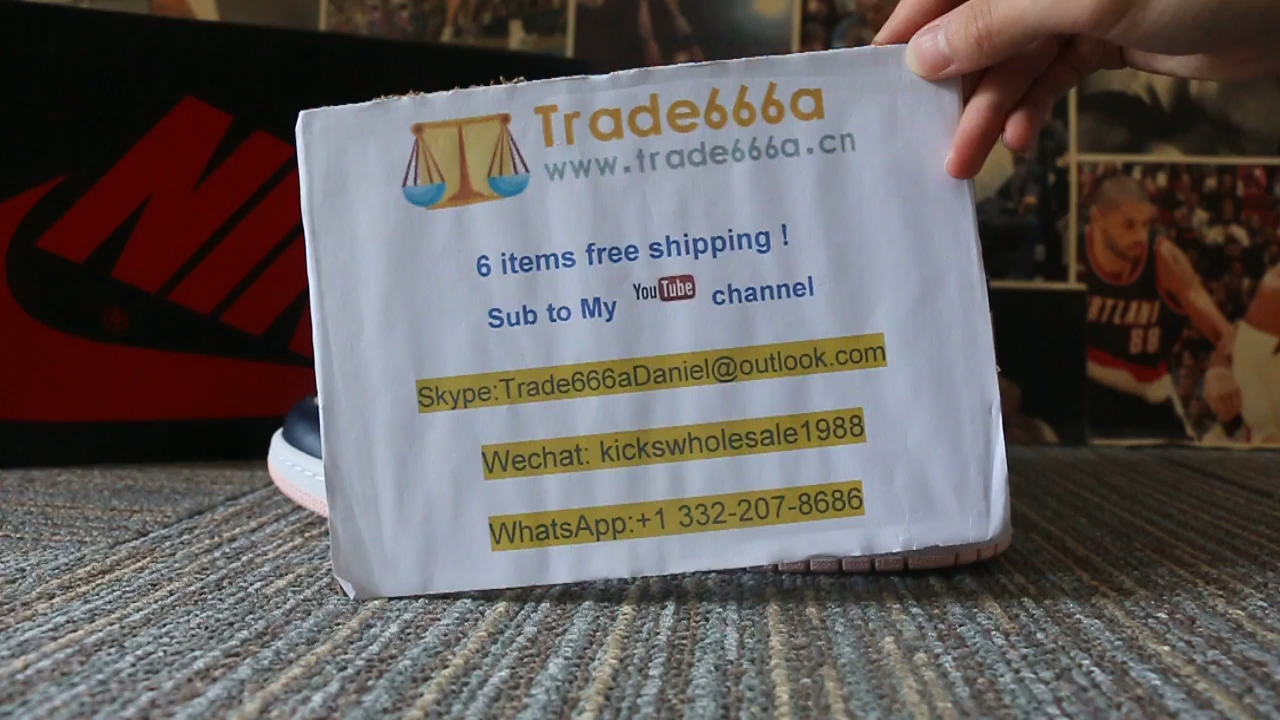 Trade666a
www.trade666a.cn
6 items free shipping !
Sub to My YouTube channel
Skype:Trade666aDaniel@outlook.com
Wechat: kickswholesale1988
WhatsApp:+1 332-207-8686
88